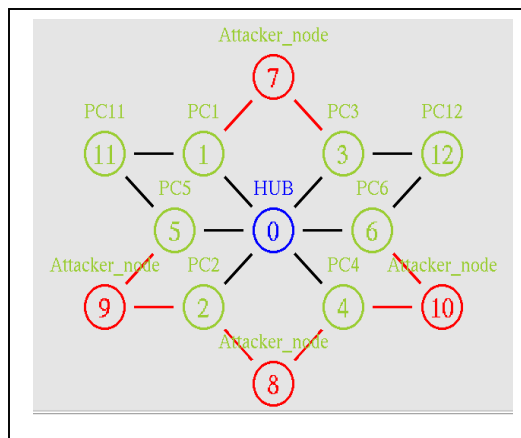 Attacker_node
7
PC11 PC1 PC3 PC12
11 1 3 12
PC5 HUB PC6
5 0 6
Attacker_node PC2 PC4 Attacker_node
9 2 4 10
Attacker_node
8